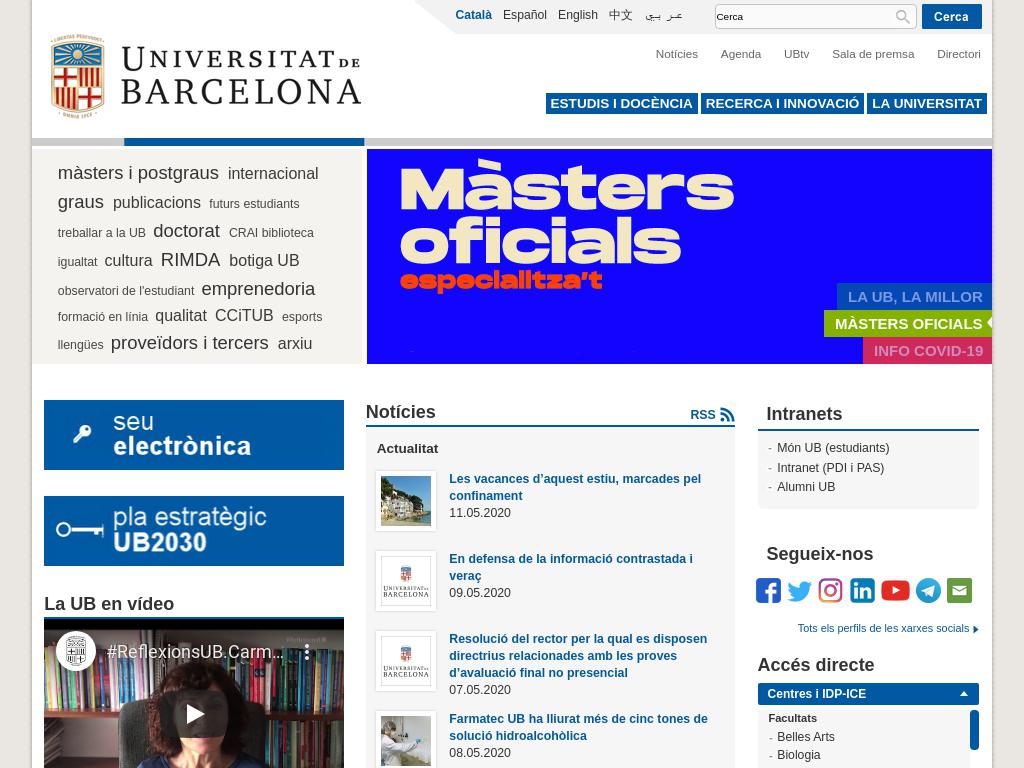 Català Español English 中文 عربي
Cerca
Cerca
Notícies Agenda UBtv Sala de premsa Directori
UNIVERSITAT DE
BARCELONA
ESTUDIS I DOCÈNCIA RECERCA I INNOVACIÓ LA UNIVERSITAT
màsters i postgraus internacional
graus publicacions futurs estudiants
treballar a la UB doctorat CRAI biblioteca
igualtat cultura RIMDA botiga UB
observatori de l'estudiant emprenedoria
formació en línia qualitat CCiTUB esports
llengües proveïdors i tercers arxiu
Màsters
oficials
especialitza't
LA UB, LA MILLOR
MÀSTERS OFICIALS
INFO COVID-19
seu
electrònica
pla estratègic
UB2030
La UB en vídeo
#ReflexionsUB.Carm...
Notícies RSS
Actualitat
Les vacances d’aquest estiu, marcades pel
confinament
11.05.2020
UNIVERSITAT DE
BARCELONA
En defensa de la informació contrastada i
veraç
09.05.2020
UNIVERSITAT DE
BARCELONA
Resolució del rector per la qual es disposen
directrius relacionades amb les proves
d’avaluació final no presencial
07.05.2020
Farmatec UB ha lliurat més de cinc tones de
solució hidroalcohòlica
08.05.2020
Intranets
- Món UB (estudiants)
- Intranet (PDI i PAS)
- Alumni UB
Segueix-nos
Tots els perfils de les xarxes socials
Accés directe
Centres i IDP-ICE
Facultats
- Belles Arts
- Biologia